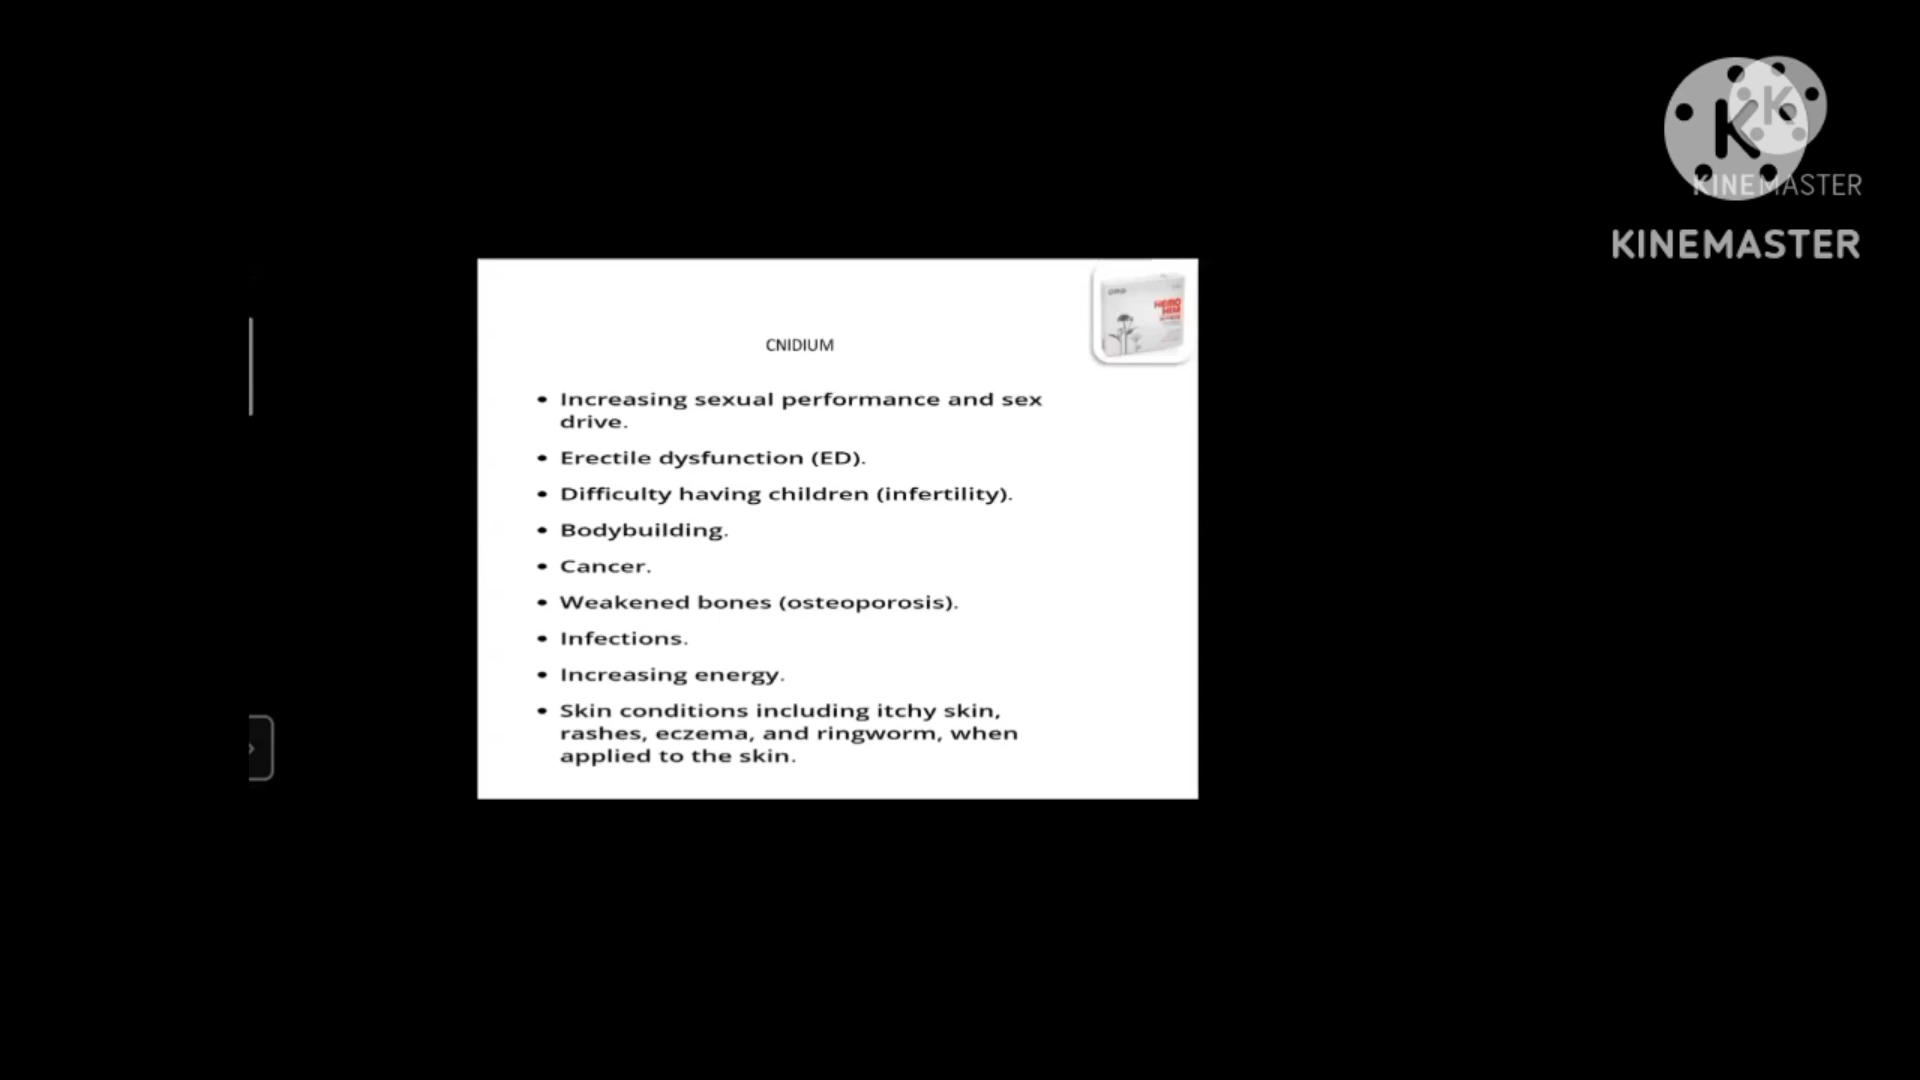 K
K
KINEMASTER
KINEMASTER
HEMO
HIM
CNIDIUM
• Increasing sexual performance and sex
drive.
• Erectile dysfunction (ED).
• Difficulty having children (infertility).
• Bodybuilding.
• Cancer.
• Weakened bones (osteoporosis).
• Infections.
• Increasing energy.
• Skin conditions including itchy skin,
rashes, eczema, and ringworm, when
applied to the skin.